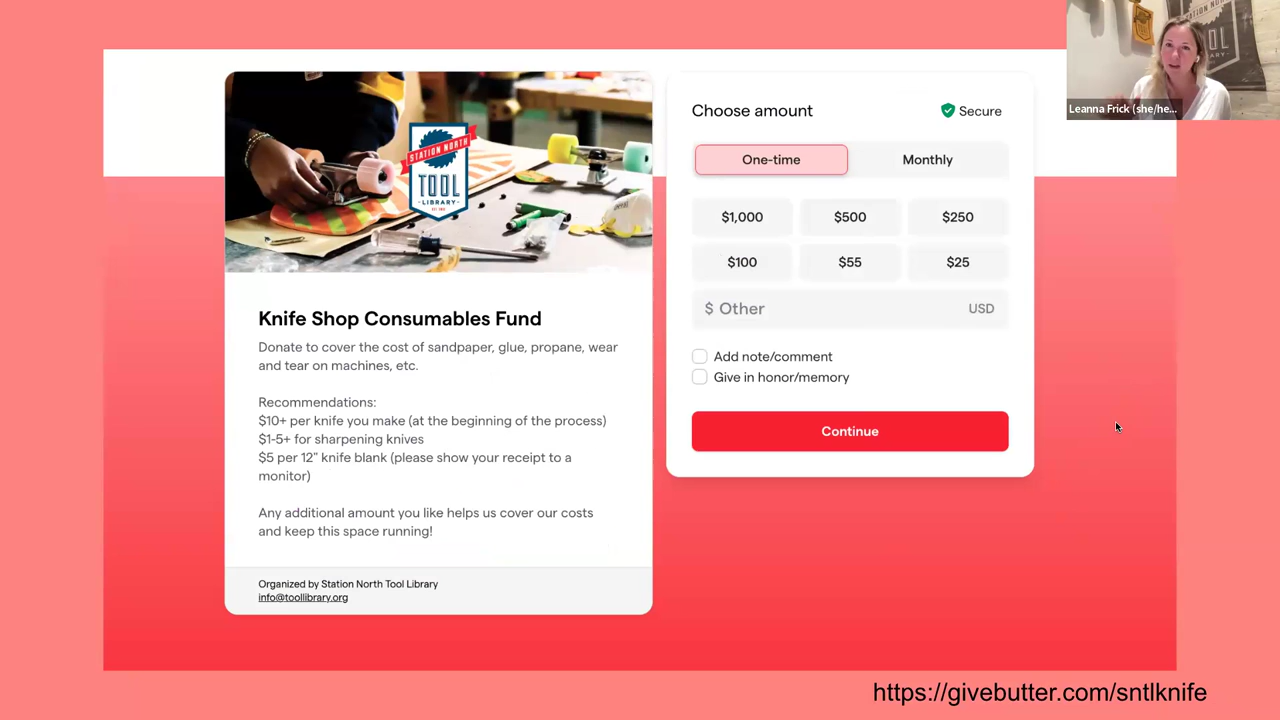 STATION NORTH
TOOL
LIBRARY
Choose amount
Secure
One-time
Monthly
$1,000
$500
$250
$100
$55
$25
$ Other
USD
Add note/comment
Give in honor/memory
Continue
Knife Shop Consumables Fund
Donate to cover the cost of sandpaper, glue, propane, wear
and tear on machines, etc.
Recommendations:
$10+ per knife you make (at the beginning of the process)
$1-5+ for sharpening knives
$5 per 12" knife blank (please show your receipt to a
monitor)
Any additional amount you like helps us cover our costs
and keep this space running!
Organized by Station North Tool Library
info@toollibrary.org
Leanna Frick (she/he...
https://givebutter.com/sntlknife